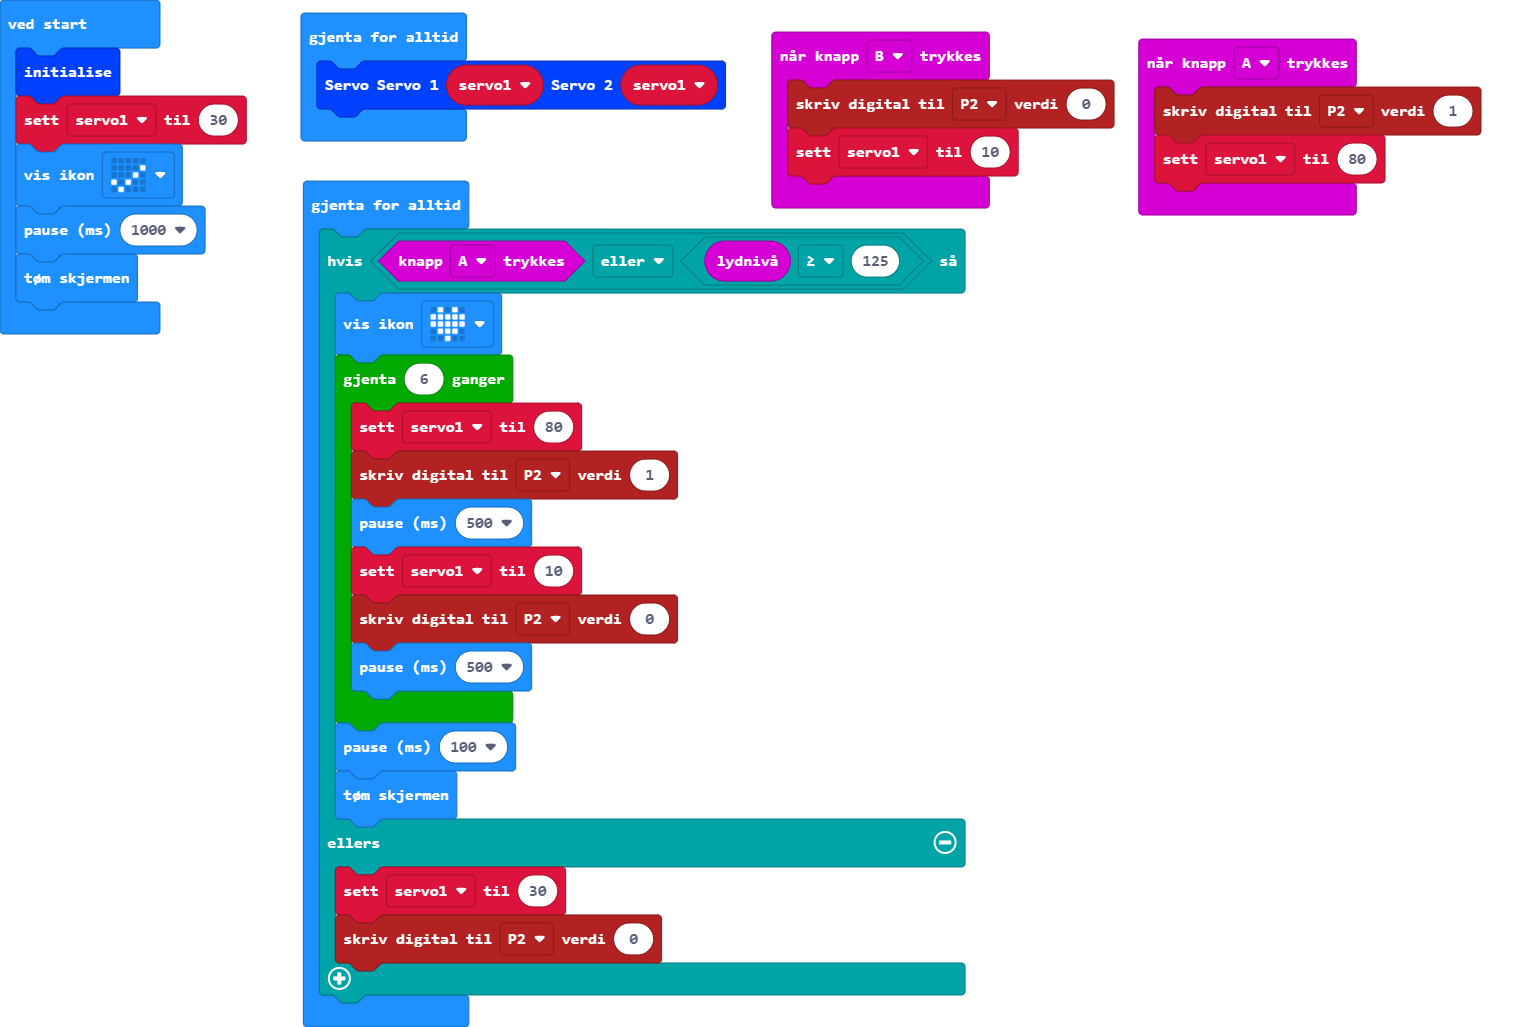 ved start
initialise
sett servo1 til 30
vis ikon
pause (ms) 1000
tøm skjermen
gjenta for alltid
Servo Servo 1 servo1 Servo 2 servo1
når knapp B trykkes
skriv digital til P2 verdi 0
sett servo1 til 10
når knapp A trykkes
skriv digital til P2 verdi 1
sett servo1 til 80
gjenta for alltid
hvis knapp A trykkes eller lydnivå ≥ 125 så
vis ikon
gjenta 6 ganger
sett servo1 til 80
skriv digital til P2 verdi 1
pause (ms) 500
sett servo1 til 10
skriv digital til P2 verdi 0
pause (ms) 500
pause (ms) 100
tøm skjermen
ellers
sett servo1 til 30
skriv digital til P2 verdi 0